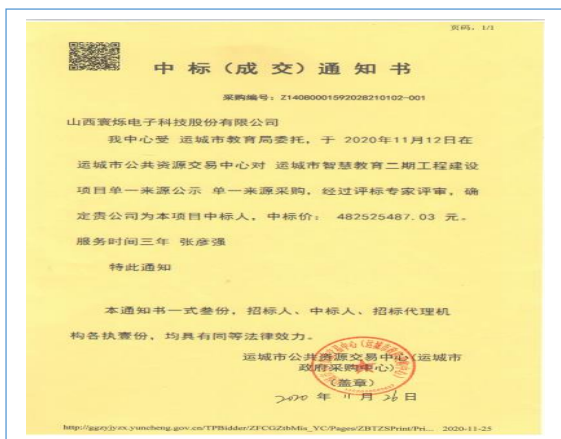 页码: 1/1
中 标（成 交）通 知 书
采购编号: Z1408000159202821​0102-001
山西寰烁电子科技股份有限公司
我中心受 运城市教育局委托, 于 2020年11月12日在
运城市公共资源交易中心对 运城市智慧教育二期工程建设
项目单一来源公示 单一来源采购, 经过评标专家评审, 确
定贵公司为本项目中标人, 中标价: 482525487.03 元。
服务时间三年 张彦强
特此通知
本通知书一式叁份, 招标人、中标人、招标代理机
构各执壹份, 均具有同等法律效力。
运城市公共资源交易中心(运城市
政府采购中心)
(盖章)
2020 年 11 月 26 日
http://ggzyjyzx.yuncheng.gov.cn/TPBidder/ZFCGZtbMis_YC/Pages/ZBTZSPrint/Pri... 2020-11-25